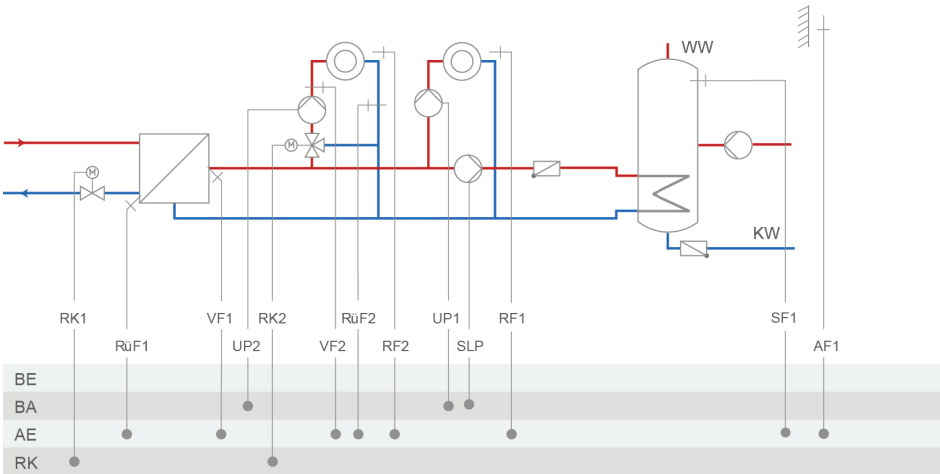 WW
M
M
KW
RK1 VF1 RK2 RüF2 UP1 RF1 SF1
RüF1 UP2 VF2 RF2 SLP AF1
BE
BA
AE
RK